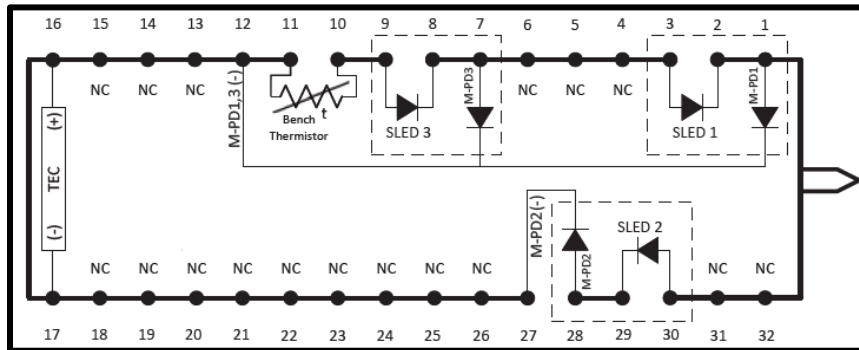 16 15 14 13 12 11 10 9 8 7 6 5 4 3 2 1
NC NC NC NC NC NC
M-PD1,3 (-)
t
Bench
Thermistor
SLED 3
M-PD3
SLED 1
M-PD1
(+)
TEC
(-)
M-PD2 (-)
M-PD2
SLED 2
NC NC NC NC NC NC NC NC NC NC NC
17 18 19 20 21 22 23 24 25 26 27 28 29 30 31 32